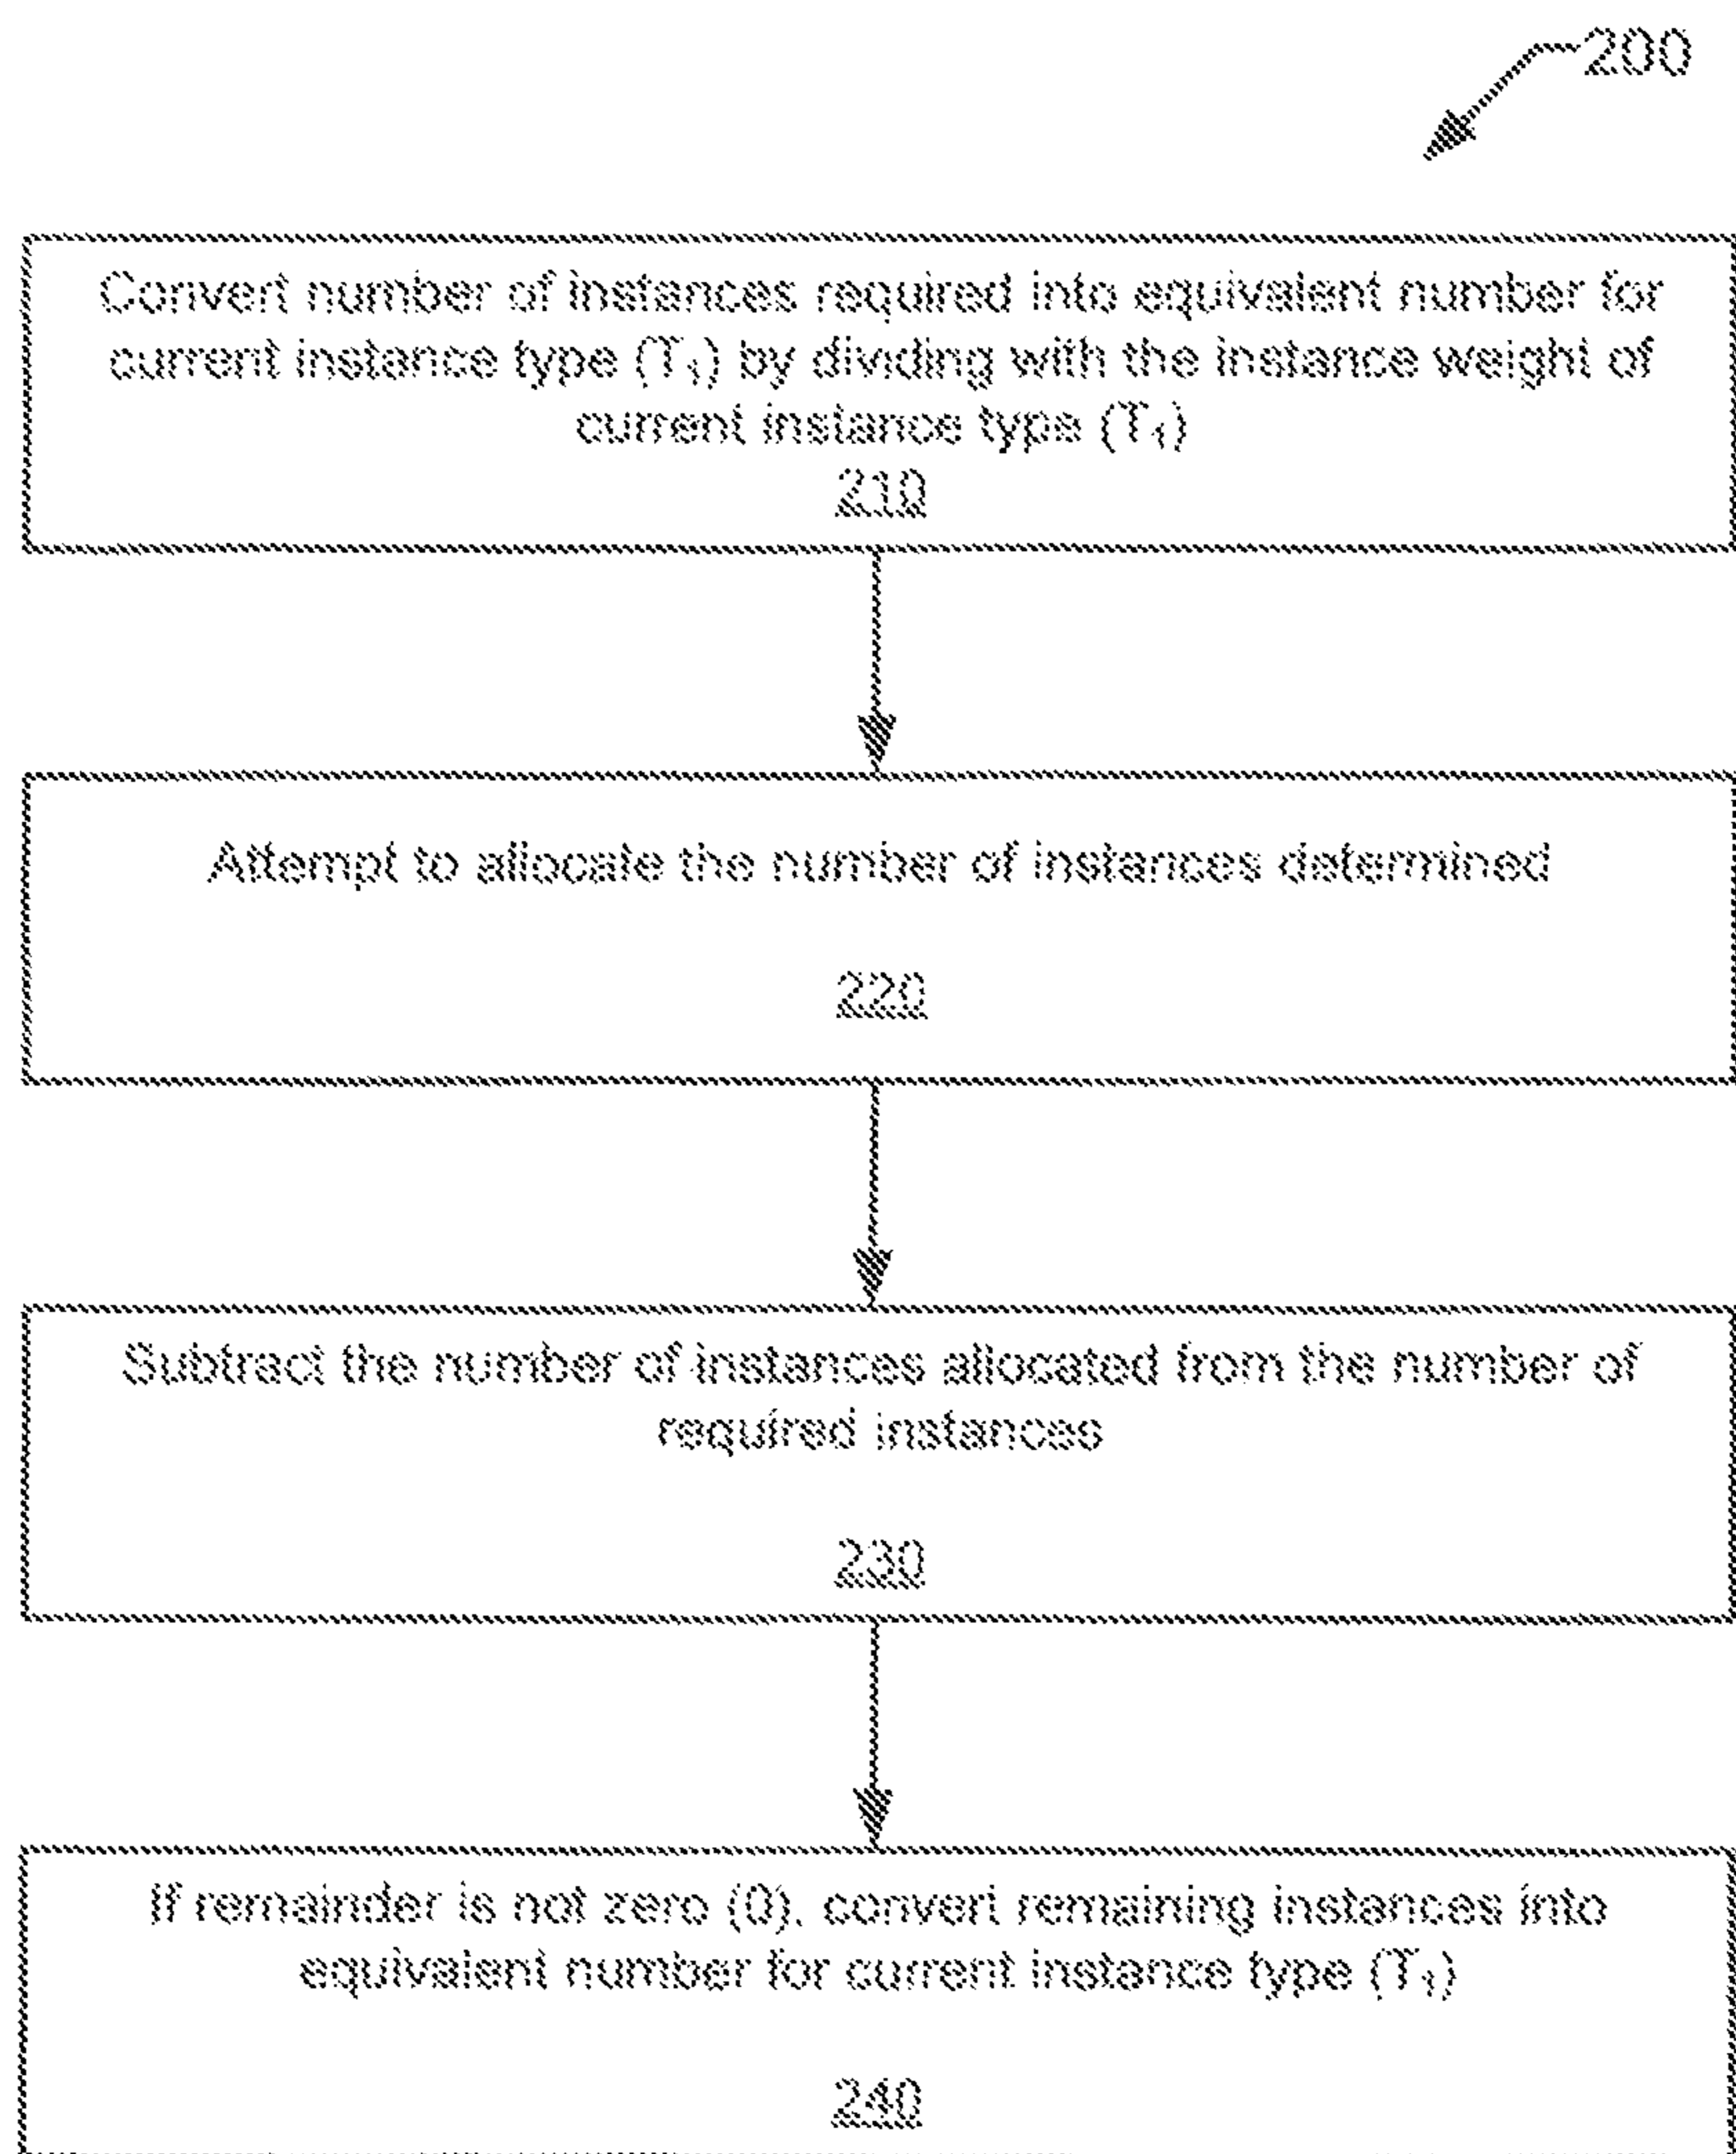 200
Convert number of instances required into equivalent number for
current instance type (T₁) by dividing with the instance weight of
current instance type (T₁)
210
Attempt to allocate the number of instances determined
220
Subtract the number of instances allocated from the number of
required instances
230
If remainder is not zero (0), convert remaining instances into
equivalent number for current instance type (T₁)
240